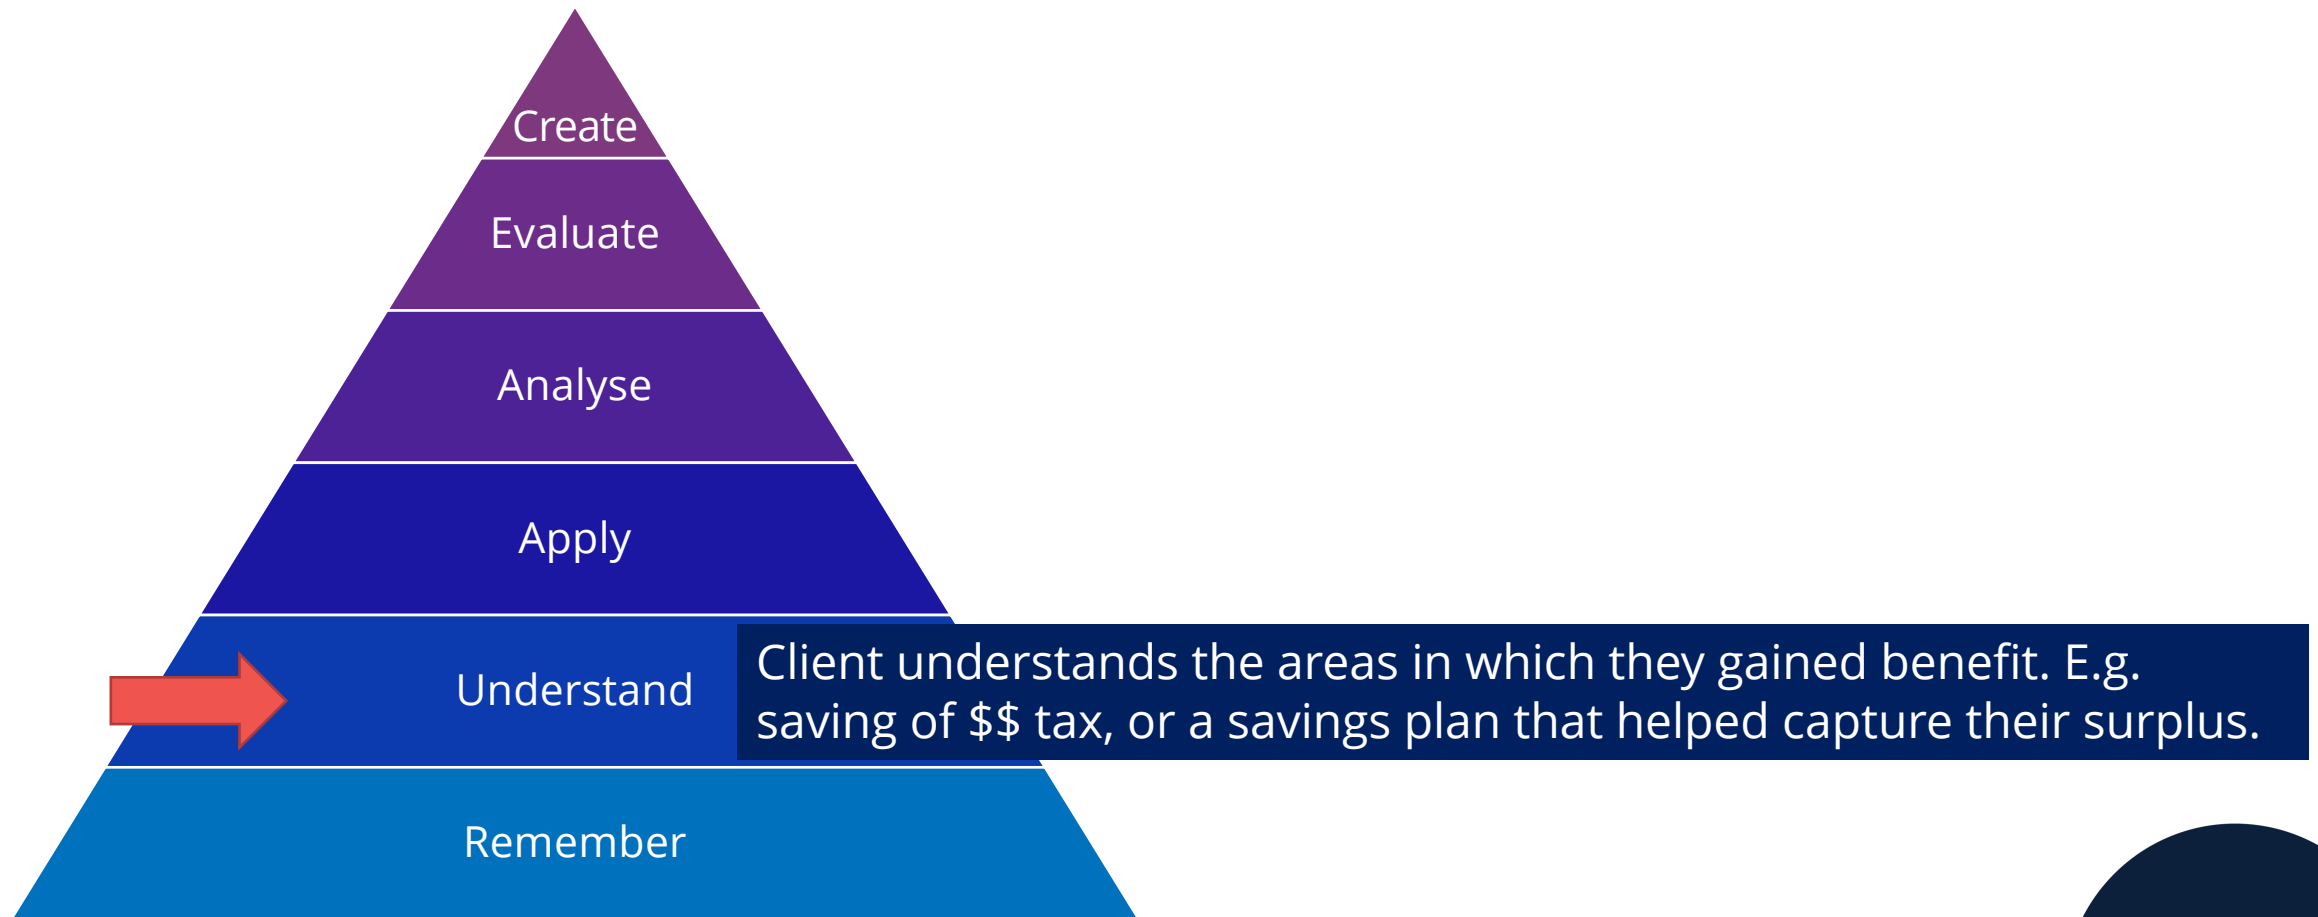 Create
Evaluate
Analyse
Apply
Understand
Client understands the areas in which they gained benefit. E.g.
saving of $$ tax, or a savings plan that helped capture their surplus.
Remember